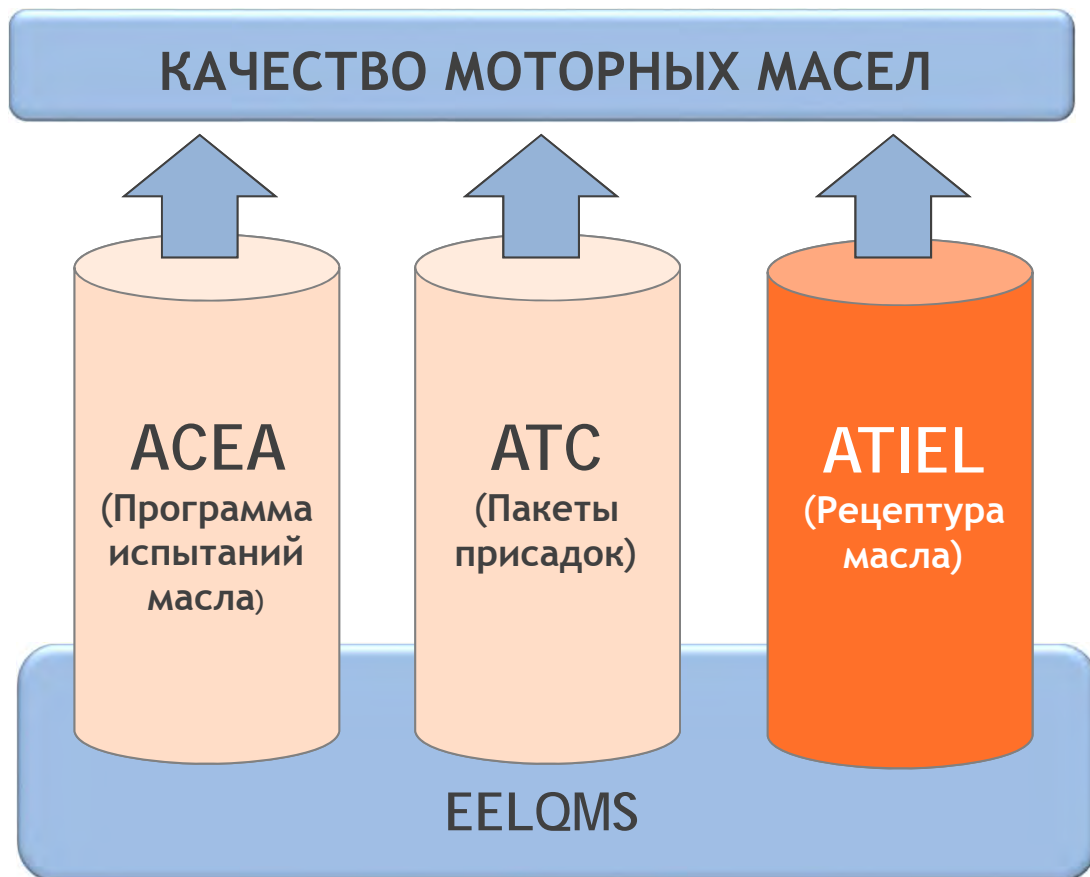 КАЧЕСТВО МОТОРНЫХ МАСЕЛ
ACEA
(Программа
испытаний
масла)
ATC
(Пакеты
присадок)
ATIEL
(Рецептура
масла)
EELQMS